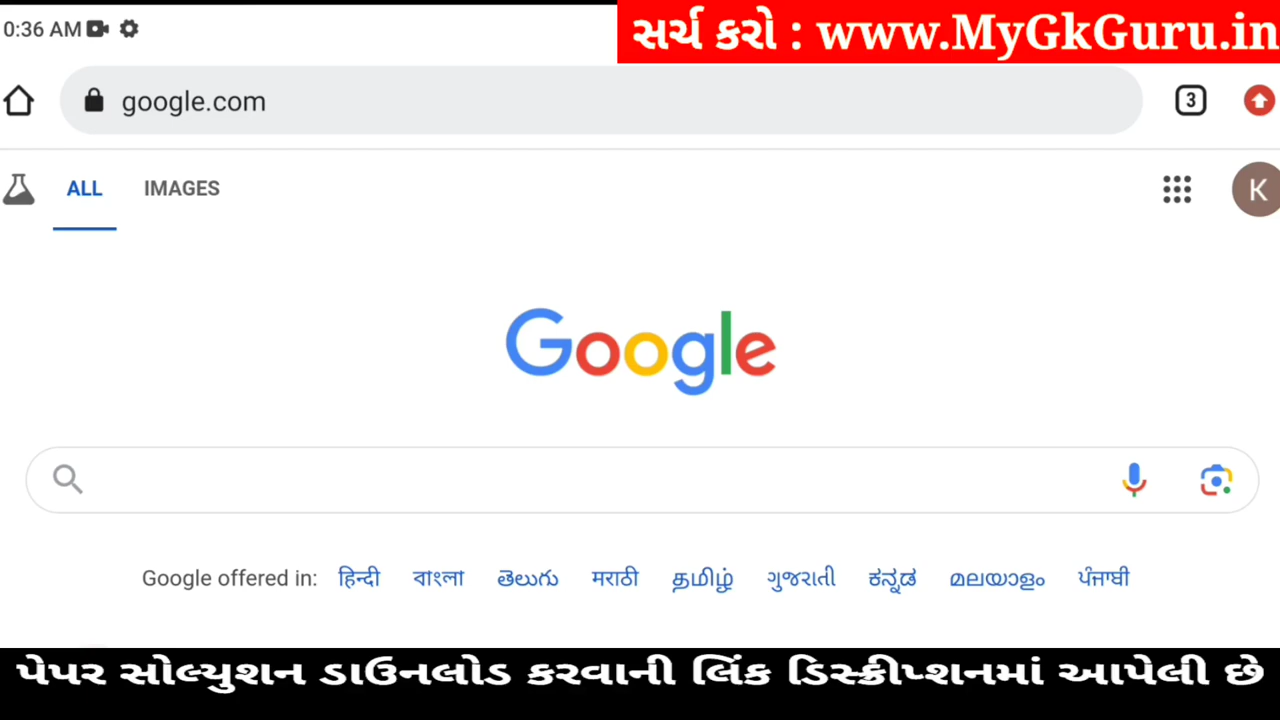 0:36 AM
સર્ચ કરો : www.MyGkGuru.in
google.com
3
ALL IMAGES
K
Google
Google offered in: हिन्दी বাংলা తెలుగు मराठी தமிழ் ગુજરાતી ಕನ್ನಡ മലയാളം ਪੰਜਾਬੀ
પેપર સોલ્યુશન ડાઉનલોડ કરવાની લિંક ડિસ્ક્રીપ્શનમાં આપેલી છે